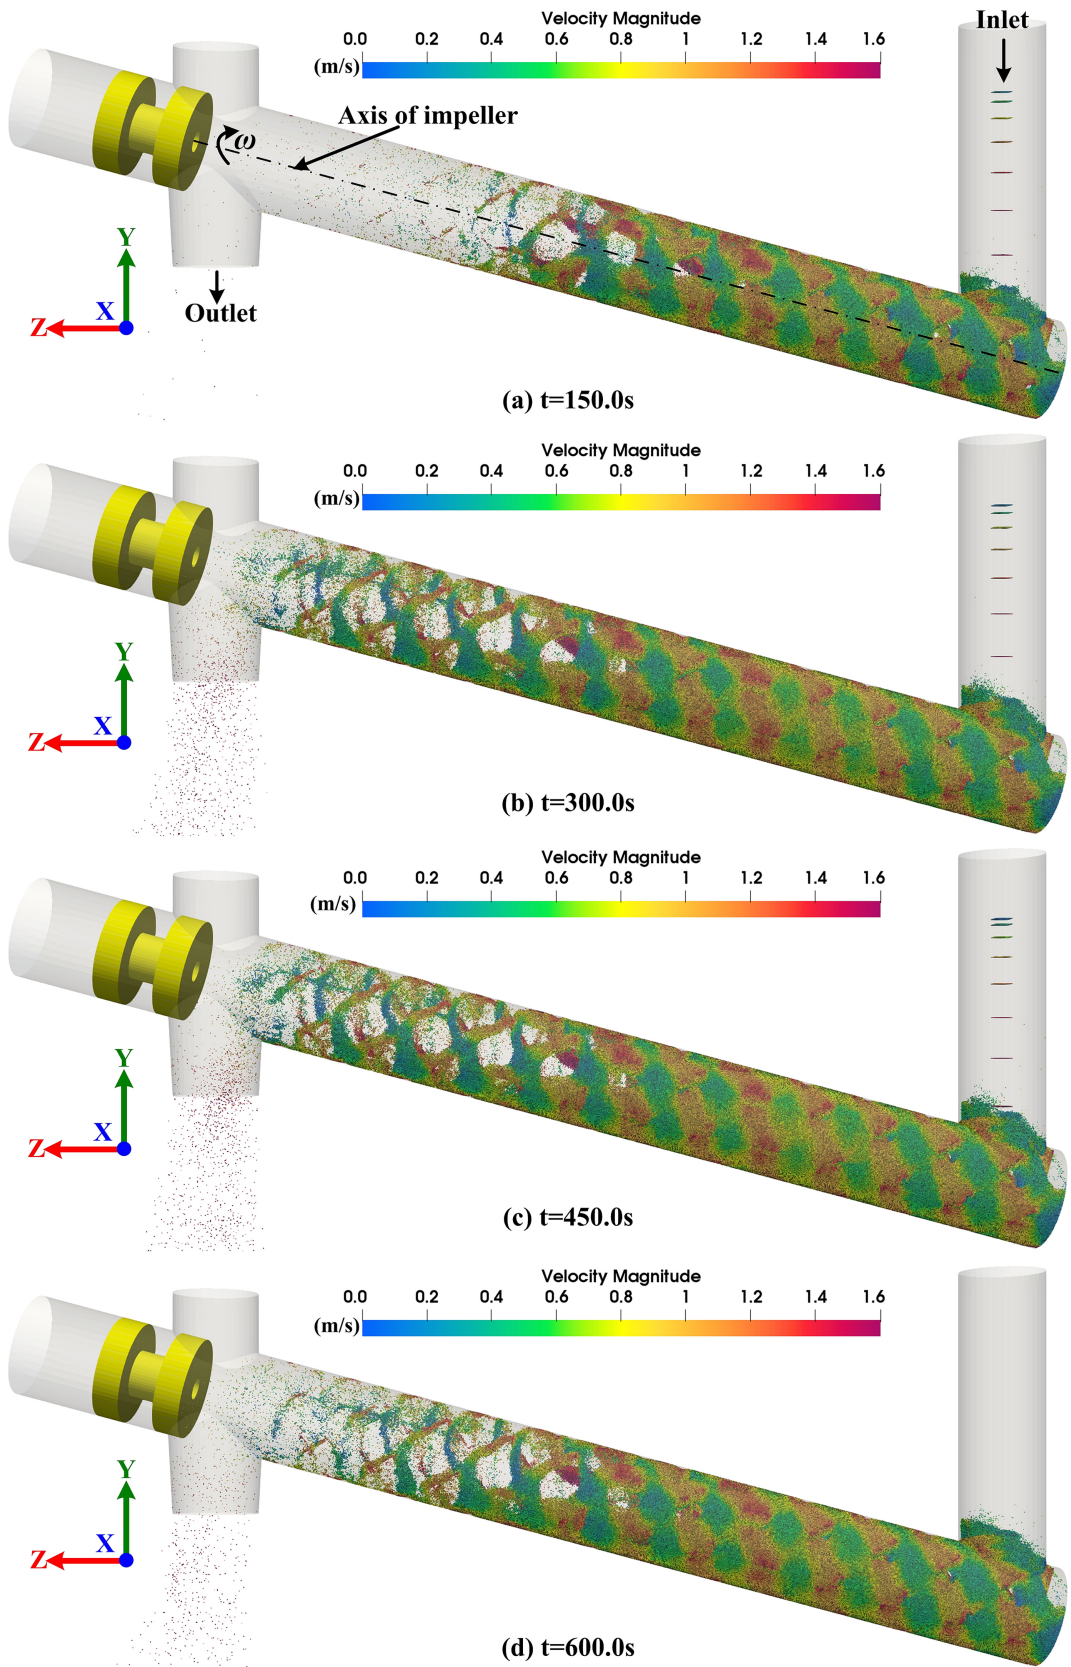 Velocity Magnitude
0.0 0.2 0.4 0.6 0.8 1 1.2 1.4 1.6
(m/s)
Inlet
Axis of impeller
ω
Y
X
Z
Outlet
(a) t=150.0s
Velocity Magnitude
0.0 0.2 0.4 0.6 0.8 1 1.2 1.4 1.6
(m/s)
Y
X
Z
(b) t=300.0s
Velocity Magnitude
0.0 0.2 0.4 0.6 0.8 1 1.2 1.4 1.6
(m/s)
Y
X
Z
(c) t=450.0s
Velocity Magnitude
0.0 0.2 0.4 0.6 0.8 1 1.2 1.4 1.6
(m/s)
Y
X
Z
(d) t=600.0s